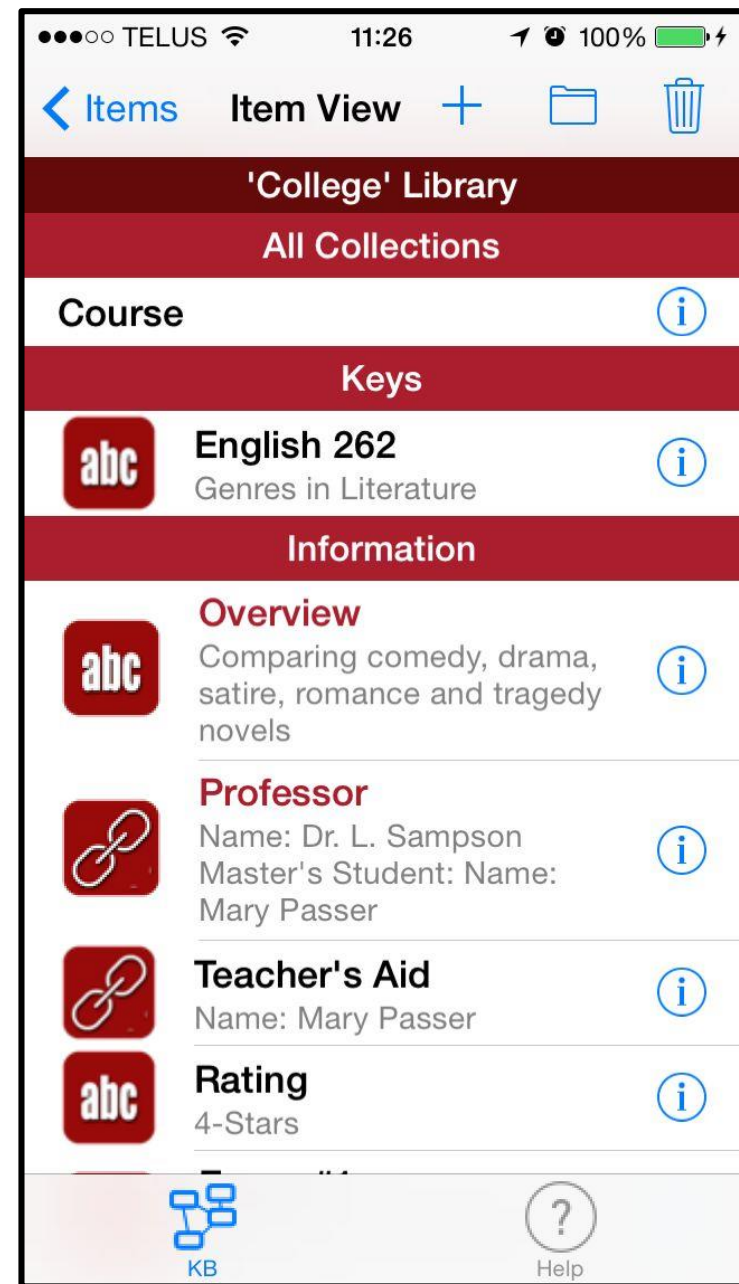 TELUS 11:26 100%
Items Item View
'College' Library
All Collections
Course
Keys
abc English 262
Genres in Literature
Information
Overview
abc Comparing comedy, drama,
satire, romance and tragedy
novels
Professor
Name: Dr. L. Sampson
Master's Student: Name:
Mary Passer
Teacher's Aid
Name: Mary Passer
abc Rating
4-Stars
KB Help